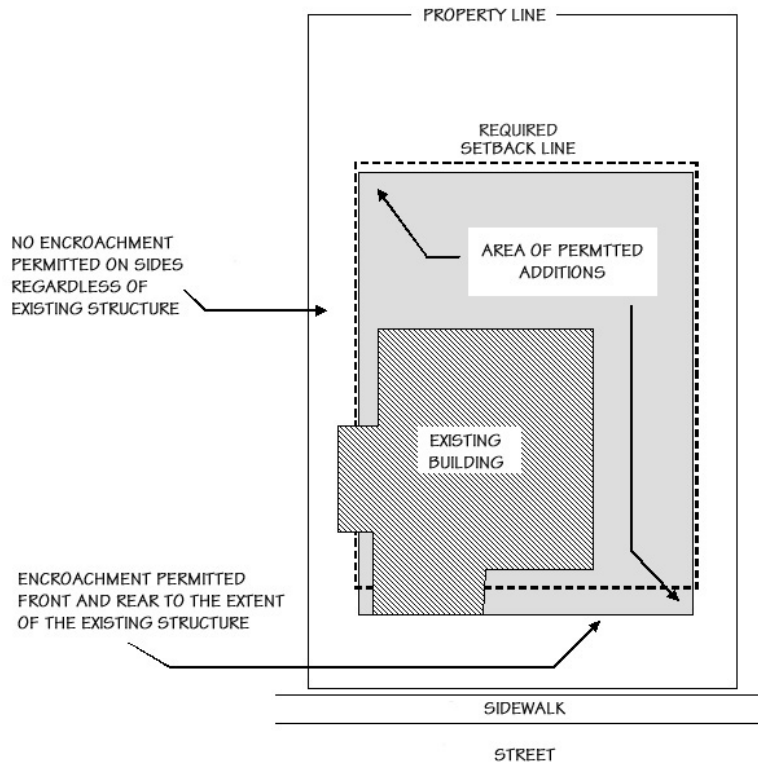 PROPERTY LINE
REQUIRED
SETBACK LINE
NO ENCROACHMENT
PERMITTED ON SIDES
REGARDLESS OF
EXISTING STRUCTURE
AREA OF PERMTTED
ADDITIONS
EXISTING
BUILDING
ENCROACHMENT PERMITTED
FRONT AND REAR TO THE EXTENT
OF THE EXISTING STRUCTURE
SIDEWALK
STREET